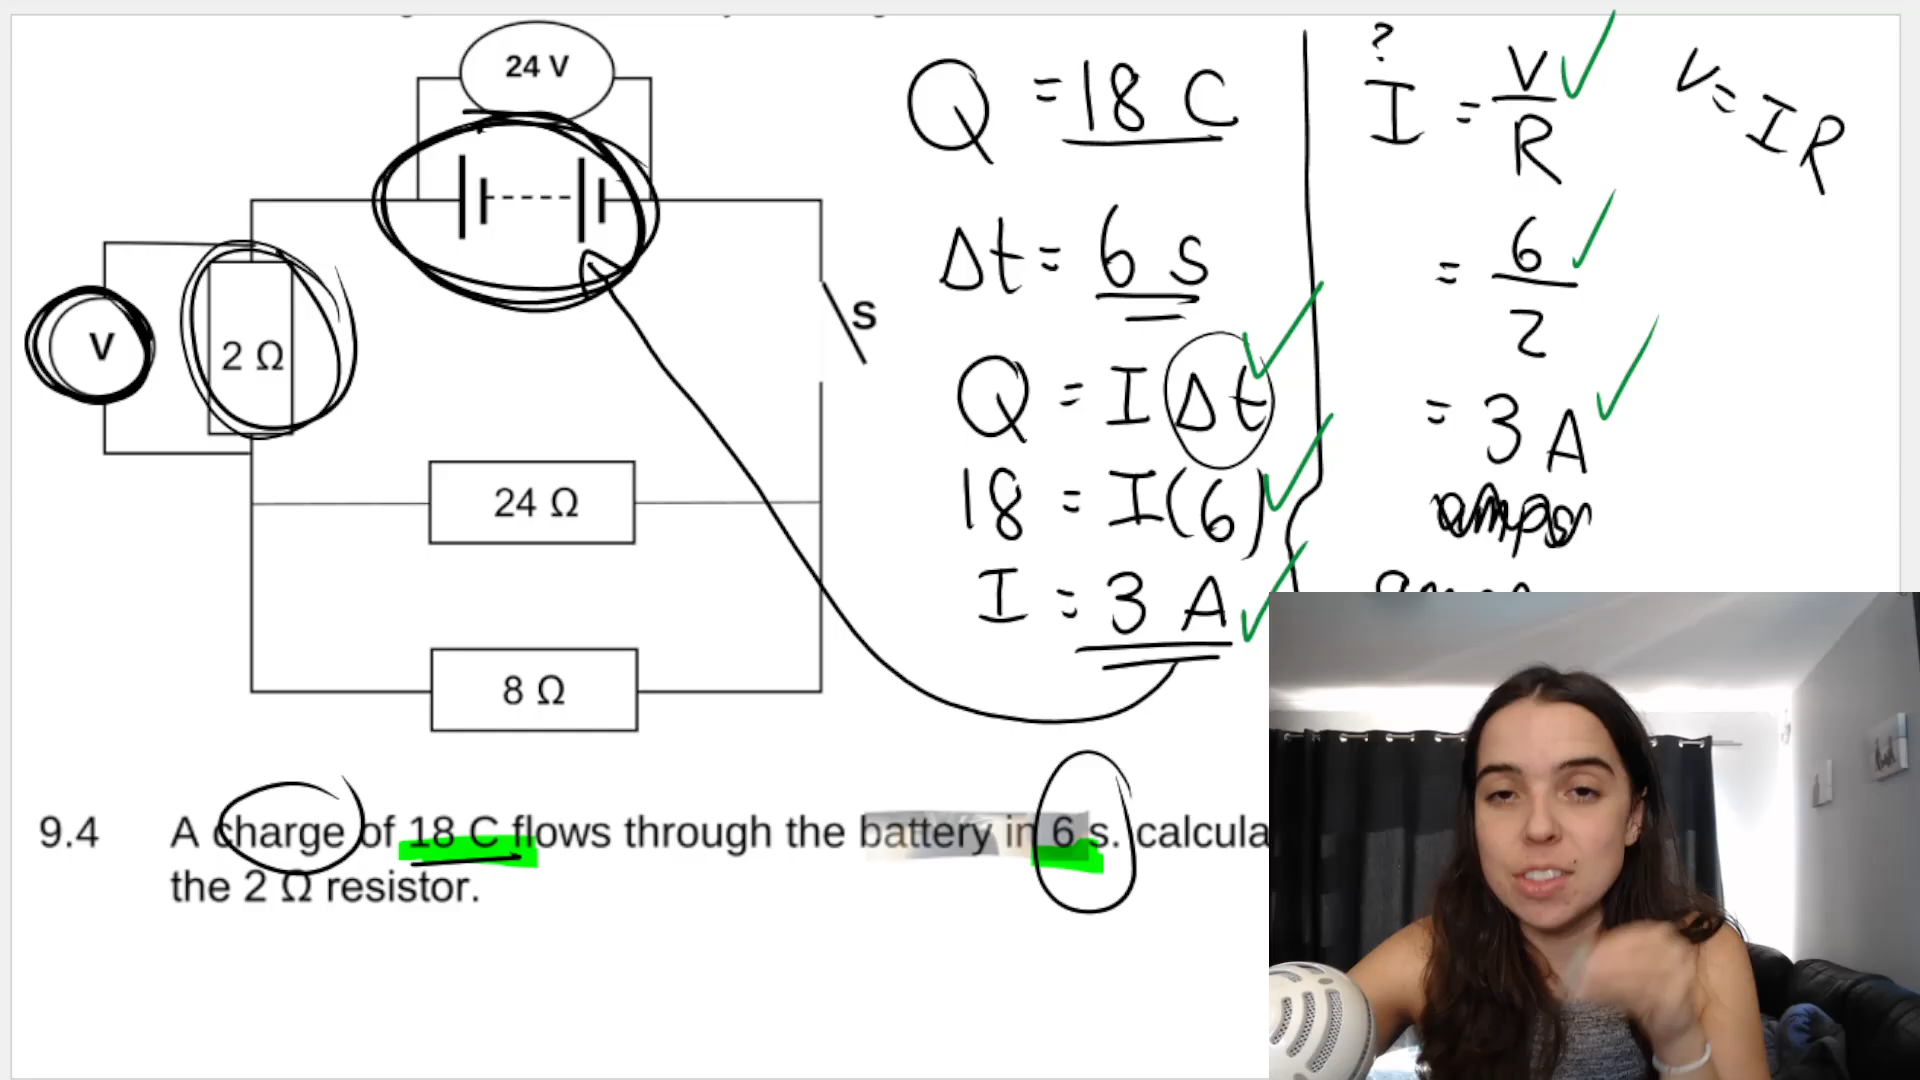 24 V
V
2 Ω
S
24 Ω
8 Ω
Q = 18 C
Δt = 6 s
Q = I Δt
18 = I(6)
I = 3 A
?
I = V/R
V = IR
= 6/2
= 3 A
amps
9.4 A charge of 18 C flows through the battery in 6 s. calcula
the 2 Ω resistor.